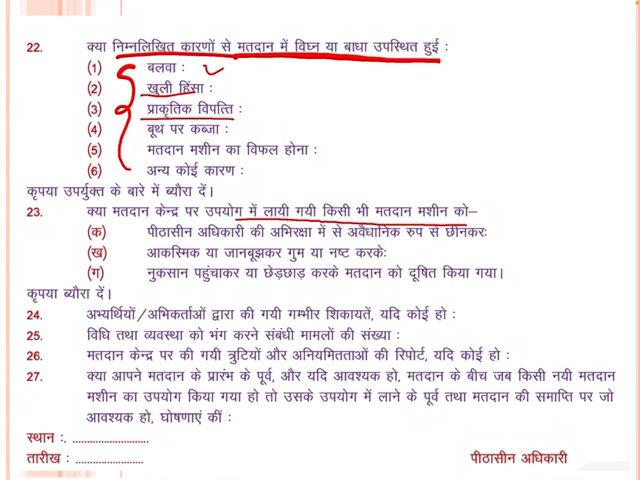 22. क्या निम्नलिखित कारणों से मतदान में विघ्न या बाधा उपस्थित हुई :
(1) बलवा :
(2) खुली हिंसा :
(3) प्राकृतिक विपत्ति :
(4) बूथ पर कब्जा :
(5) मतदान मशीन का विफल होना :
(6) अन्य कोई कारण :
कृपया उपर्युक्त के बारे में ब्यौरा दें।
23. क्या मतदान केन्द्र पर उपयोग में लायी गयी किसी भी मतदान मशीन को–
(क) पीठासीन अधिकारी की अभिरक्षा में से अवैधानिक रुप से छीनकरः
(ख) आकस्मिक या जानबूझकर गुम या नष्ट करकेः
(ग) नुकसान पहुंचाकर या छेड़छाड़ करके मतदान को दूषित किया गया।
कृपया ब्यौरा दें।
24. अभ्यर्थियों/अभिकर्ताओं द्वारा की गयी गम्भीर शिकायतें, यदि कोई हो :
25. विधि तथा व्यवस्था को भंग करने संबंधी मामलों की संख्या :
26. मतदान केन्द्र पर की गयी त्रुटियों और अनियमितताओं की रिपोर्ट, यदि कोई हो :
27. क्या आपने मतदान के प्रारंभ के पूर्व, और यदि आवश्यक हो, मतदान के बीच जब किसी नयी मतदान
मशीन का उपयोग किया गया हो तो उसके उपयोग में लाने के पूर्व तथा मतदान की समाप्ति पर जो
आवश्यक हो, घोषणाएं कीं :
स्थान :. ..........................
तारीख : .......................  पीठासीन अधिकारी